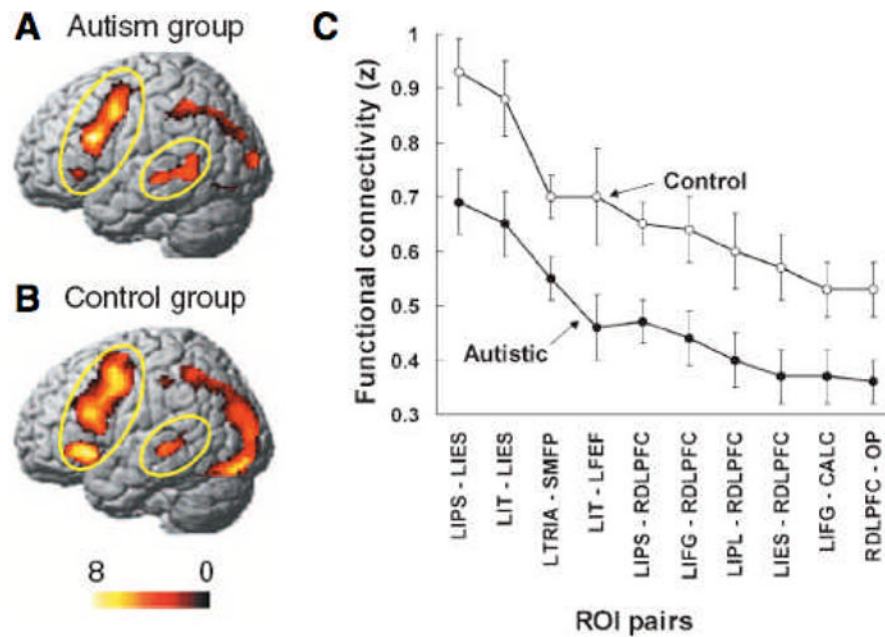 A Autism group
B Control group
8 0
C
Functional connectivity (z)
1
0.9
0.8
0.7
0.6
0.5
0.4
0.3
Control
Autistic
LIPS - LIES
LIT - LIES
LTRIA - SMFP
LIT - LFEF
LIPS - RDLPFC
LIFG - RDLPFC
LIPL - RDLPFC
LIES - RDLPFC
LIFG - CALC
RDLPFC - OP
ROI pairs